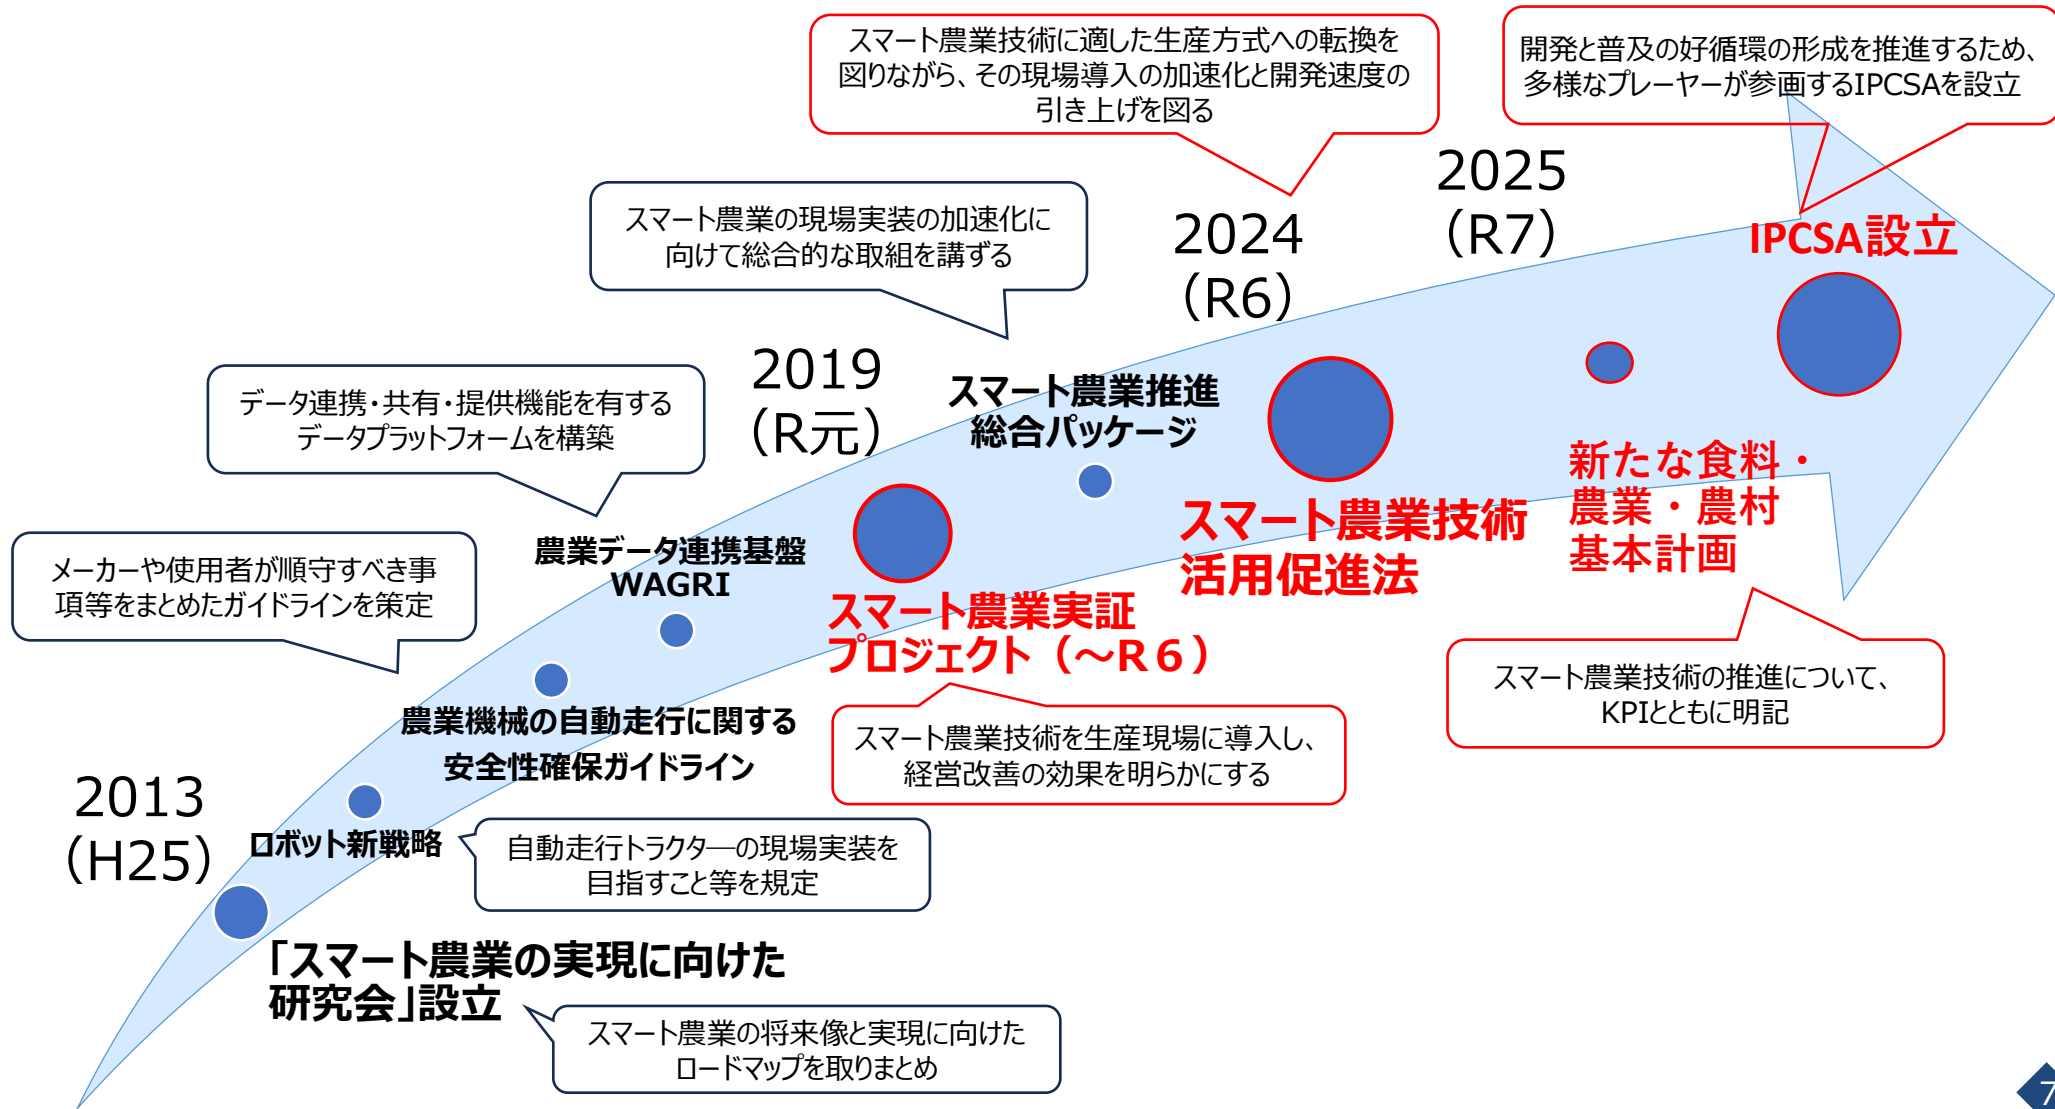 スマート農業技術に適した生産方式への転換を
図りながら、その現場導入の加速化と開発速度の
引き上げを図る
開発と普及の好循環の形成を推進するため、
多様なプレーヤーが参画するIPCSAを設立
2025
(R7)
スマート農業の現場実装の加速化に
向けて総合的な取組を講ずる
2024
(R6)
IPCSA設立
2019
(R元)
スマート農業推進
総合パッケージ
データ連携・共有・提供機能を有する
データプラットフォームを構築
新たな食料・
農業・農村
基本計画
スマート農業技術
活用促進法
農業データ連携基盤
WAGRI
メーカーや使用者が順守すべき事
項等をまとめたガイドラインを策定
スマート農業実証
プロジェクト（～R６）
スマート農業技術の推進について、
KPIとともに明記
農業機械の自動走行に関する
安全性確保ガイドライン
スマート農業技術を生産現場に導入し、
経営改善の効果を明らかにする
2013
(H25)
ロボット新戦略
自動走行トラクタ―の現場実装を
目指すこと等を規定
「スマート農業の実現に向けた
研究会」設立
スマート農業の将来像と実現に向けた
ロードマップを取りまとめ
7